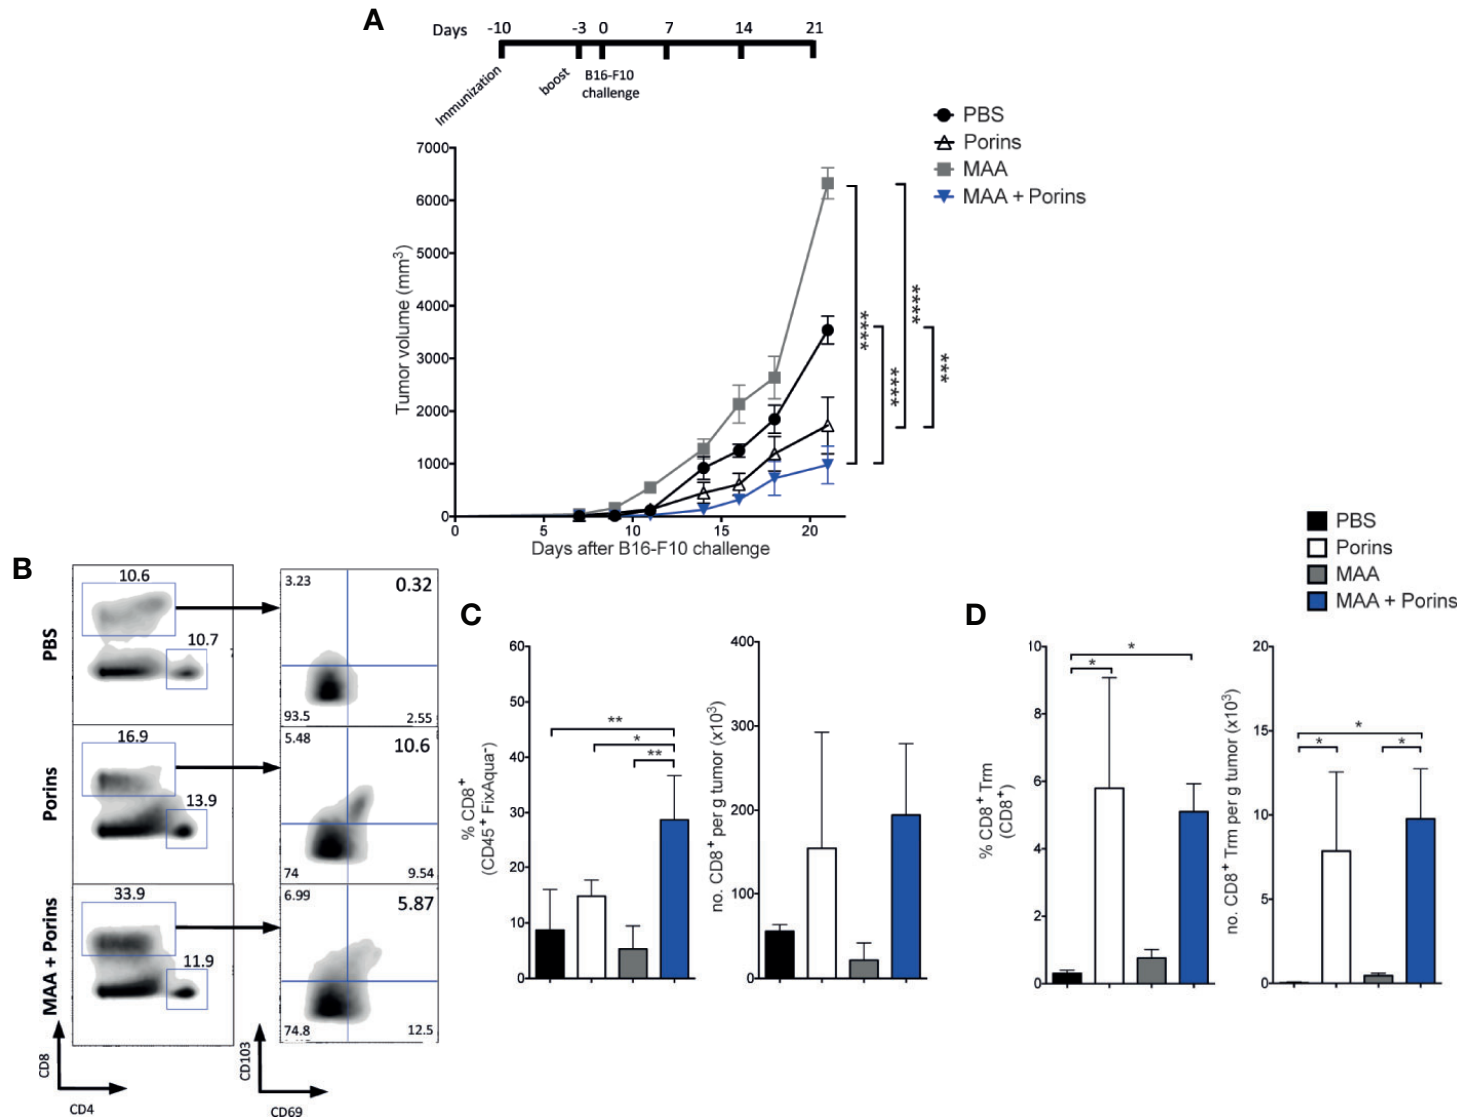 A
Days -10 -3 0 7 14 21
Immunization
boost
B16-F10
challenge
PBS
Porins
MAA
MAA + Porins
7000
6000
5000
4000
3000
2000
1000
0
Tumor volume (mm³)
0 5 10 15 20
Days after B16-F10 challenge
****
****
****
***
PBS
Porins
MAA
MAA + Porins
B
PBS
10.6
10.7
3.23 0.32
93.5 2.55
Porins
16.9
13.9
5.48 10.6
74 9.54
MAA + Porins
33.9
11.9
6.99 5.87
74.8 12.5
CD8
CD4
CD103
CD69
C
% CD8⁺
(CD45⁺ FixAqua⁻)
60
50
40
30
20
10
0
**
*
**
no. CD8⁺ per g tumor (x10³)
400
300
200
100
0
D
% CD8⁺ Trm
(CD8⁺)
10
8
6
4
2
0
*
*
no. CD8⁺ Trm per g tumor (x10³)
20
15
10
5
0
*
*
*